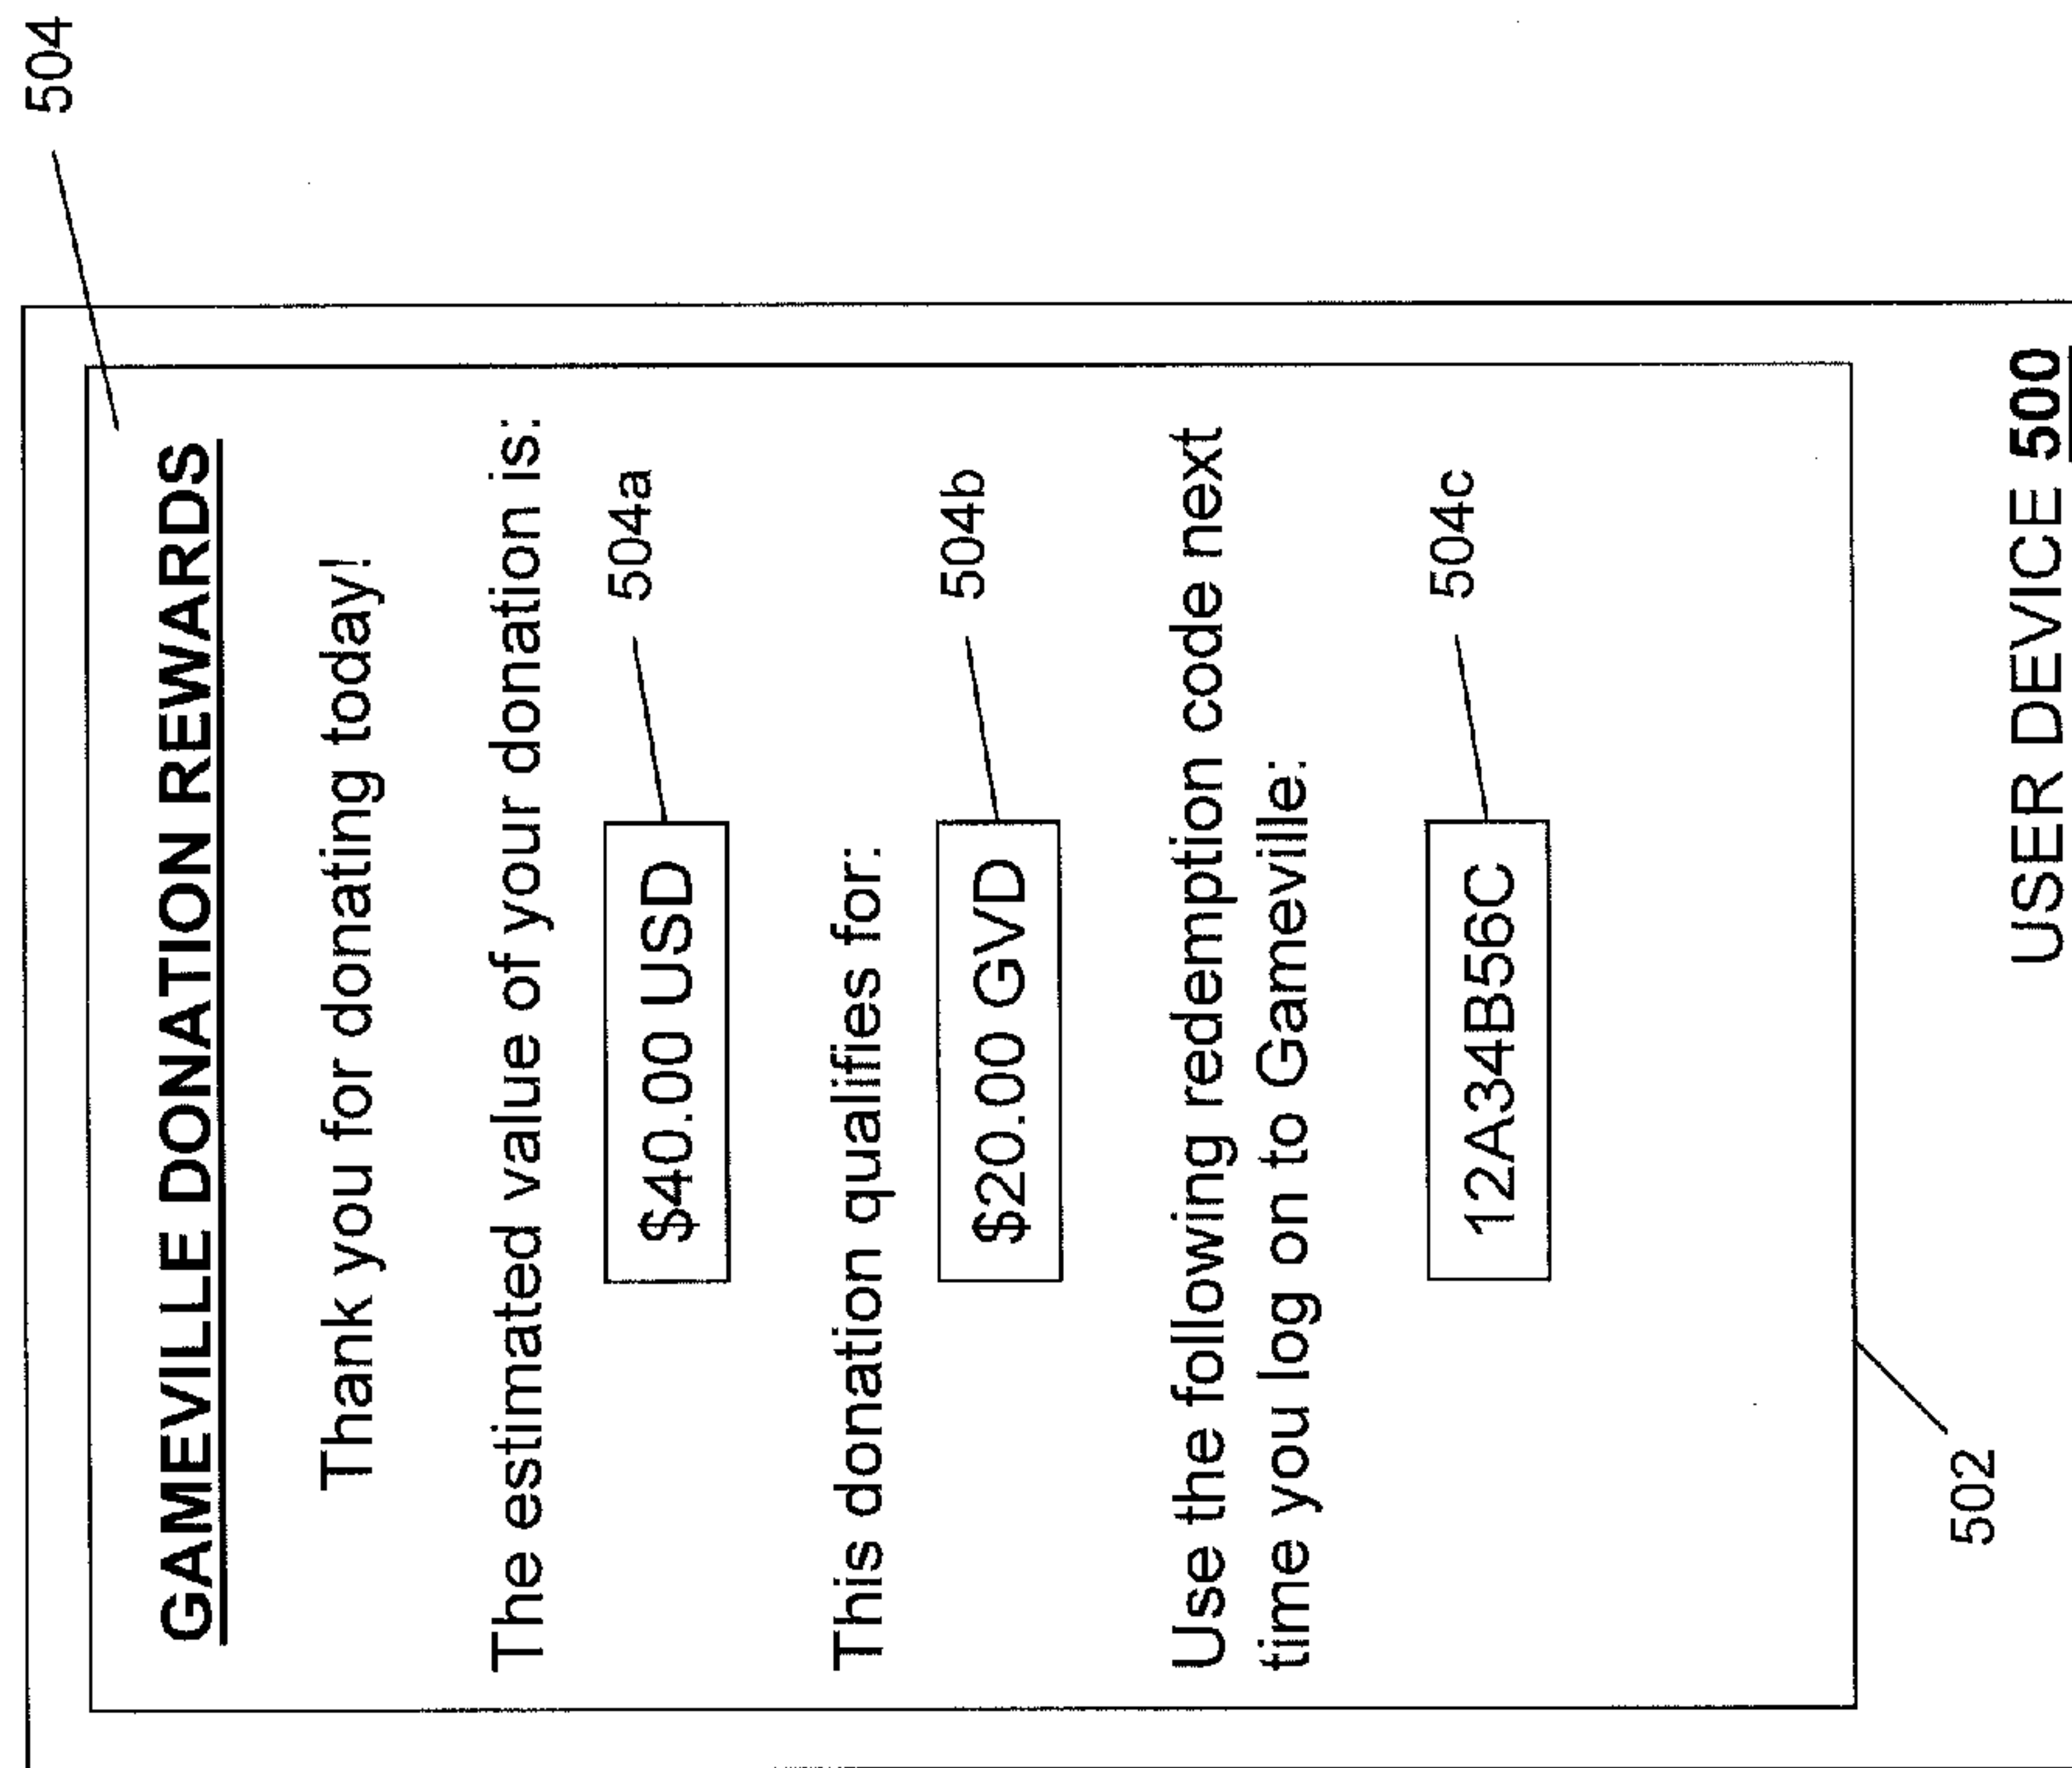 504
GAMEVILLE DONATION REWARDS
Thank you for donating today!
The estimated value of your donation is:
$40.00 USD
504a
This donation qualifies for:
$20.00 GVD
504b
Use the following redemption code next
time you log on to Gameville:
12A34B56C
504c
502
USER DEVICE 500